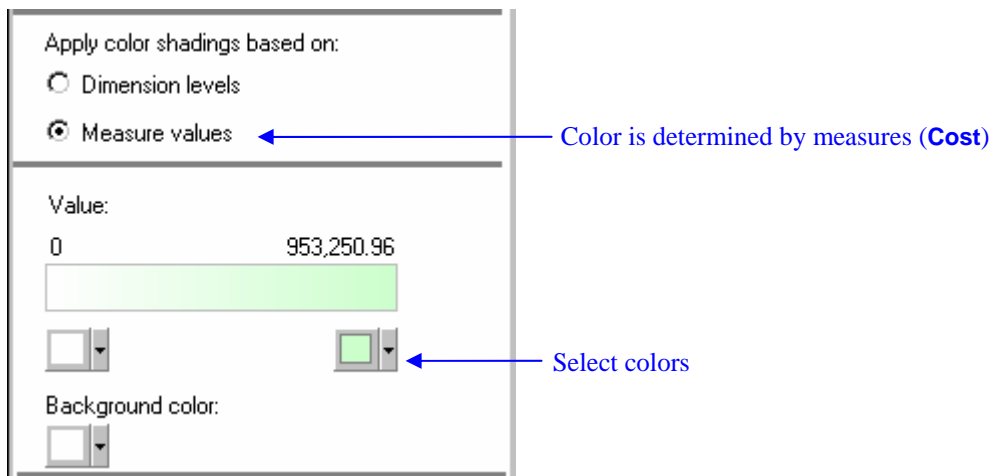 Apply color shadings based on:
Dimension levels
Measure values
Color is determined by measures (Cost)
Value:
0 953,250.96
Select colors
Background color: